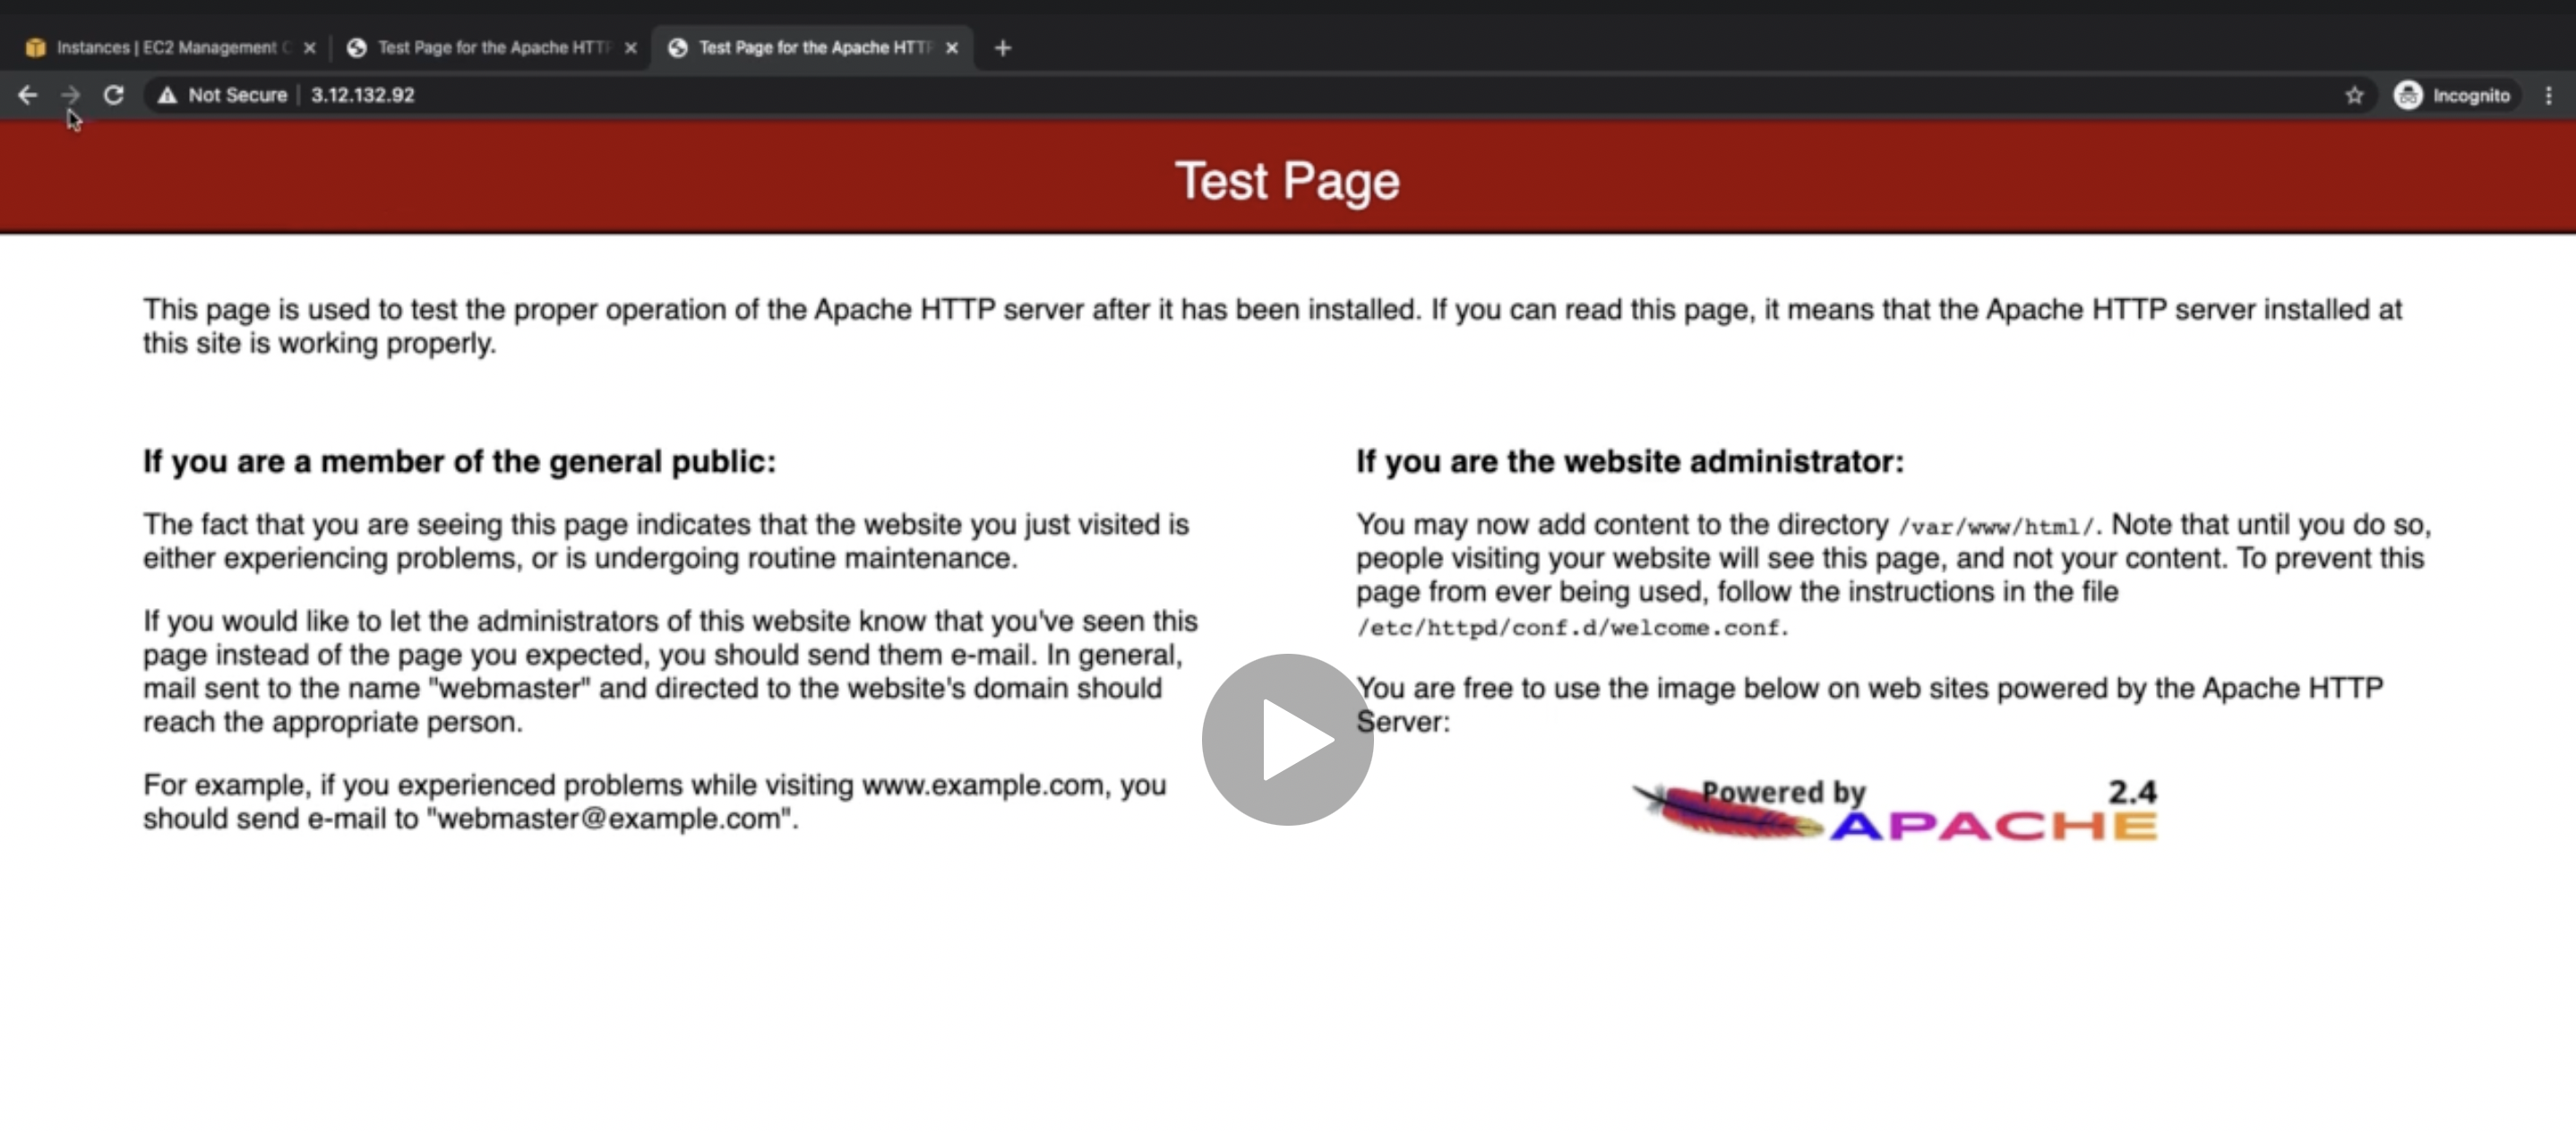 Instances | EC2 Management C
Test Page for the Apache HTTP
Test Page for the Apache HTTP
Not Secure | 3.12.132.92
Incognito
Test Page
This page is used to test the proper operation of the Apache HTTP server after it has been installed. If you can read this page, it means that the Apache HTTP server installed at
this site is working properly.
If you are a member of the general public:
The fact that you are seeing this page indicates that the website you just visited is
either experiencing problems, or is undergoing routine maintenance.
If you would like to let the administrators of this website know that you've seen this
page instead of the page you expected, you should send them e-mail. In general,
mail sent to the name "webmaster" and directed to the website's domain should
reach the appropriate person.
For example, if you experienced problems while visiting www.example.com, you
should send e-mail to "webmaster@example.com".
If you are the website administrator:
You may now add content to the directory /var/www/html/. Note that until you do so,
people visiting your website will see this page, and not your content. To prevent this
page from ever being used, follow the instructions in the file
/etc/httpd/conf.d/welcome.conf.
You are free to use the image below on web sites powered by the Apache HTTP
Server:
Powered by 2.4
APACHE